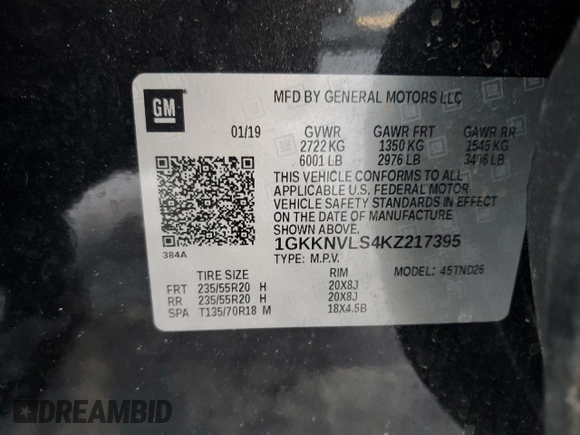 MFD BY GENERAL MOTORS LLC
GM
01/19 GVWR GAWR FRT GAWR RR
2722 KG 1350 KG 1545 KG
6001 LB 2976 LB 3406 LB
THIS VEHICLE CONFORMS TO ALL
APPLICABLE U.S. FEDERAL MOTOR
VEHICLE SAFETY STANDARDS IN EFFECT
ON THE DATE OF MANUFACTURE
SHOWN.
1GKKNVLS4KZ217395
384A
TYPE: M.P.V. MODEL: 45TND26
TIRE SIZE RIM
FRT 235/55R20 H 20X8J
RR 235/55R20 H 20X8J
SPA T135/70R18 M 18X4.5B
DREAMBID